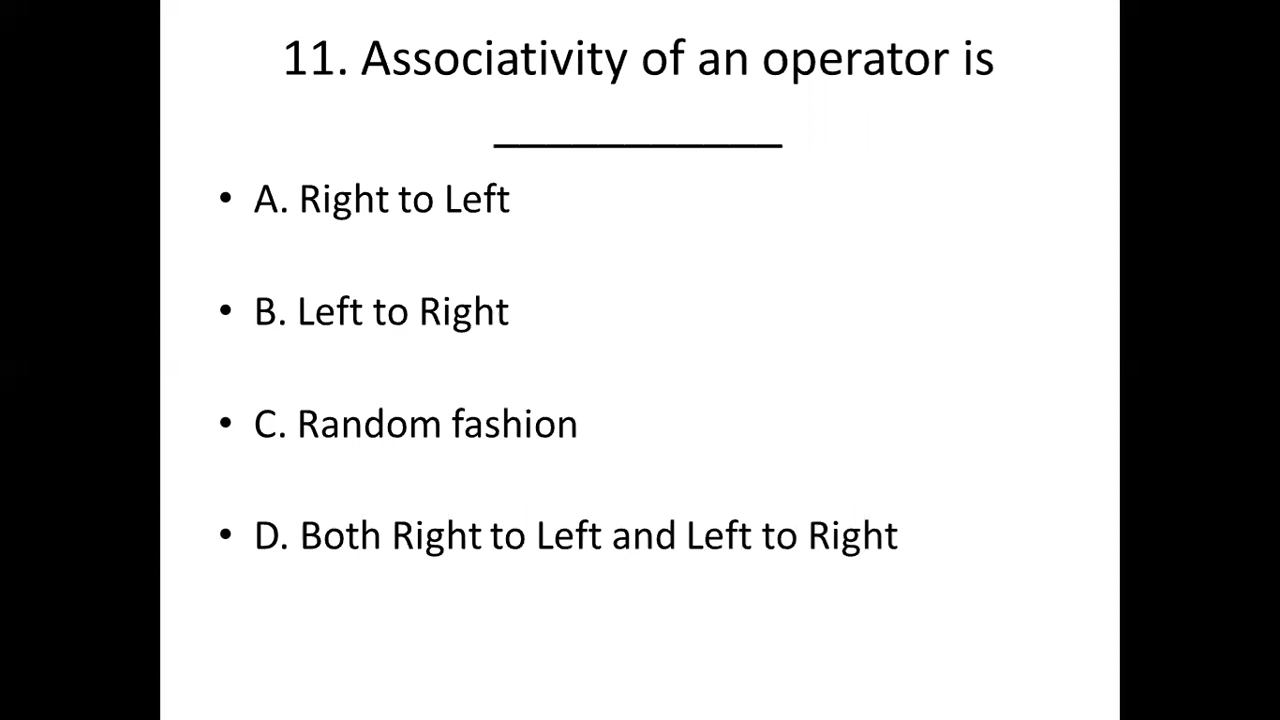 11. Associativity of an operator is
___________
• A. Right to Left
• B. Left to Right
• C. Random fashion
• D. Both Right to Left and Left to Right